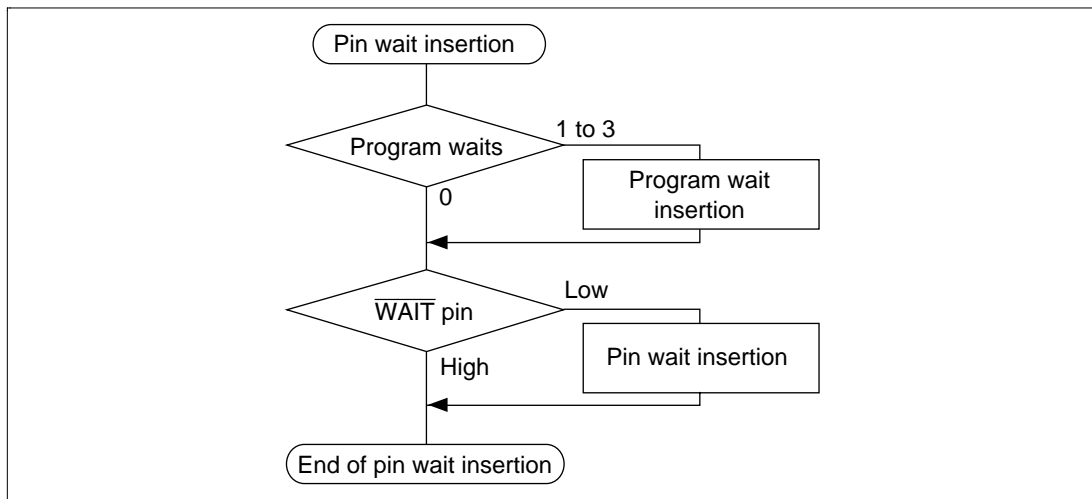 Pin wait insertion
Program waits
1 to 3
Program wait
insertion
0
W̅A̅I̅T̅ pin
Low
Pin wait insertion
High
End of pin wait insertion